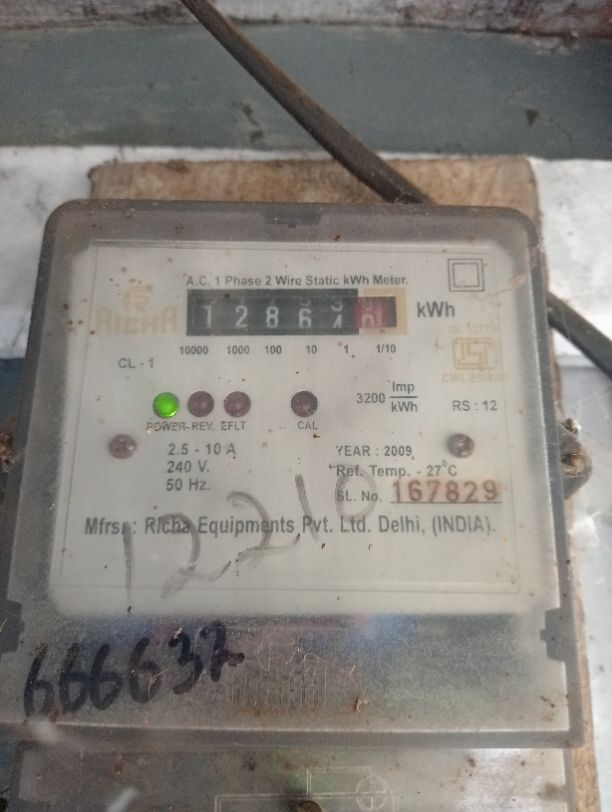 A.C. 1 Phase 2 Wire Static kWh Meter.
RICHA
12864 0 kWh
10000 1000 100 10 1 1/10
CL - 1
3200 Imp/kWh
RS : 12
POWER REV. EFLT CAL
2.5 - 10 A
240 V.
50 Hz.
YEAR : 2009
Ref. Temp. - 27°C
SL. No. 167829
Mfrs. : Richa Equipments Pvt. Ltd. Delhi, (INDIA).
12210
666637